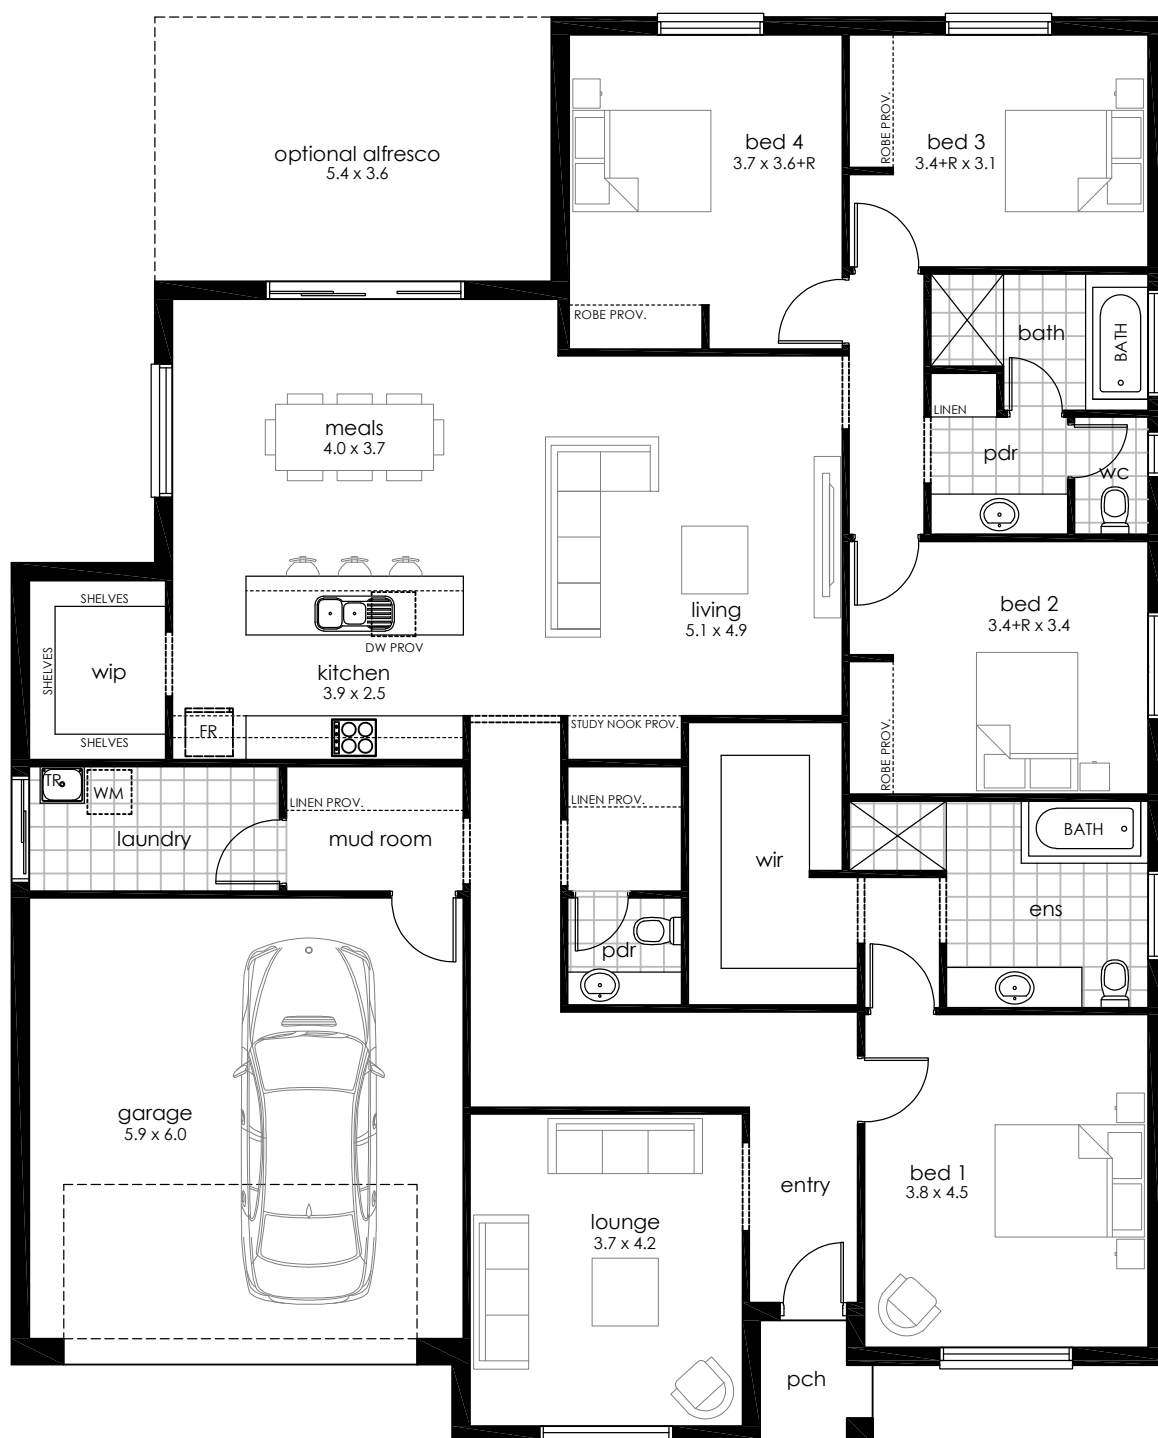 optional alfresco
5.4 x 3.6
bed 4
3.7 x 3.6+R
ROBE PROV.
bed 3
3.4+R x 3.1
ROBE PROV.
bath
BATH
LINEN
pdr
wc
meals
4.0 x 3.7
living
5.1 x 4.9
bed 2
3.4+R x 3.4
ROBE PROV.
SHELVES
SHELVES
wip
SHELVES
DW PROV
kitchen
3.9 x 2.5
FR
STUDY NOOK PROV.
TR
WM
laundry
LINEN PROV.
mud room
LINEN PROV.
wir
BATH
ens
pdr
garage
5.9 x 6.0
lounge
3.7 x 4.2
entry
bed 1
3.8 x 4.5
pch